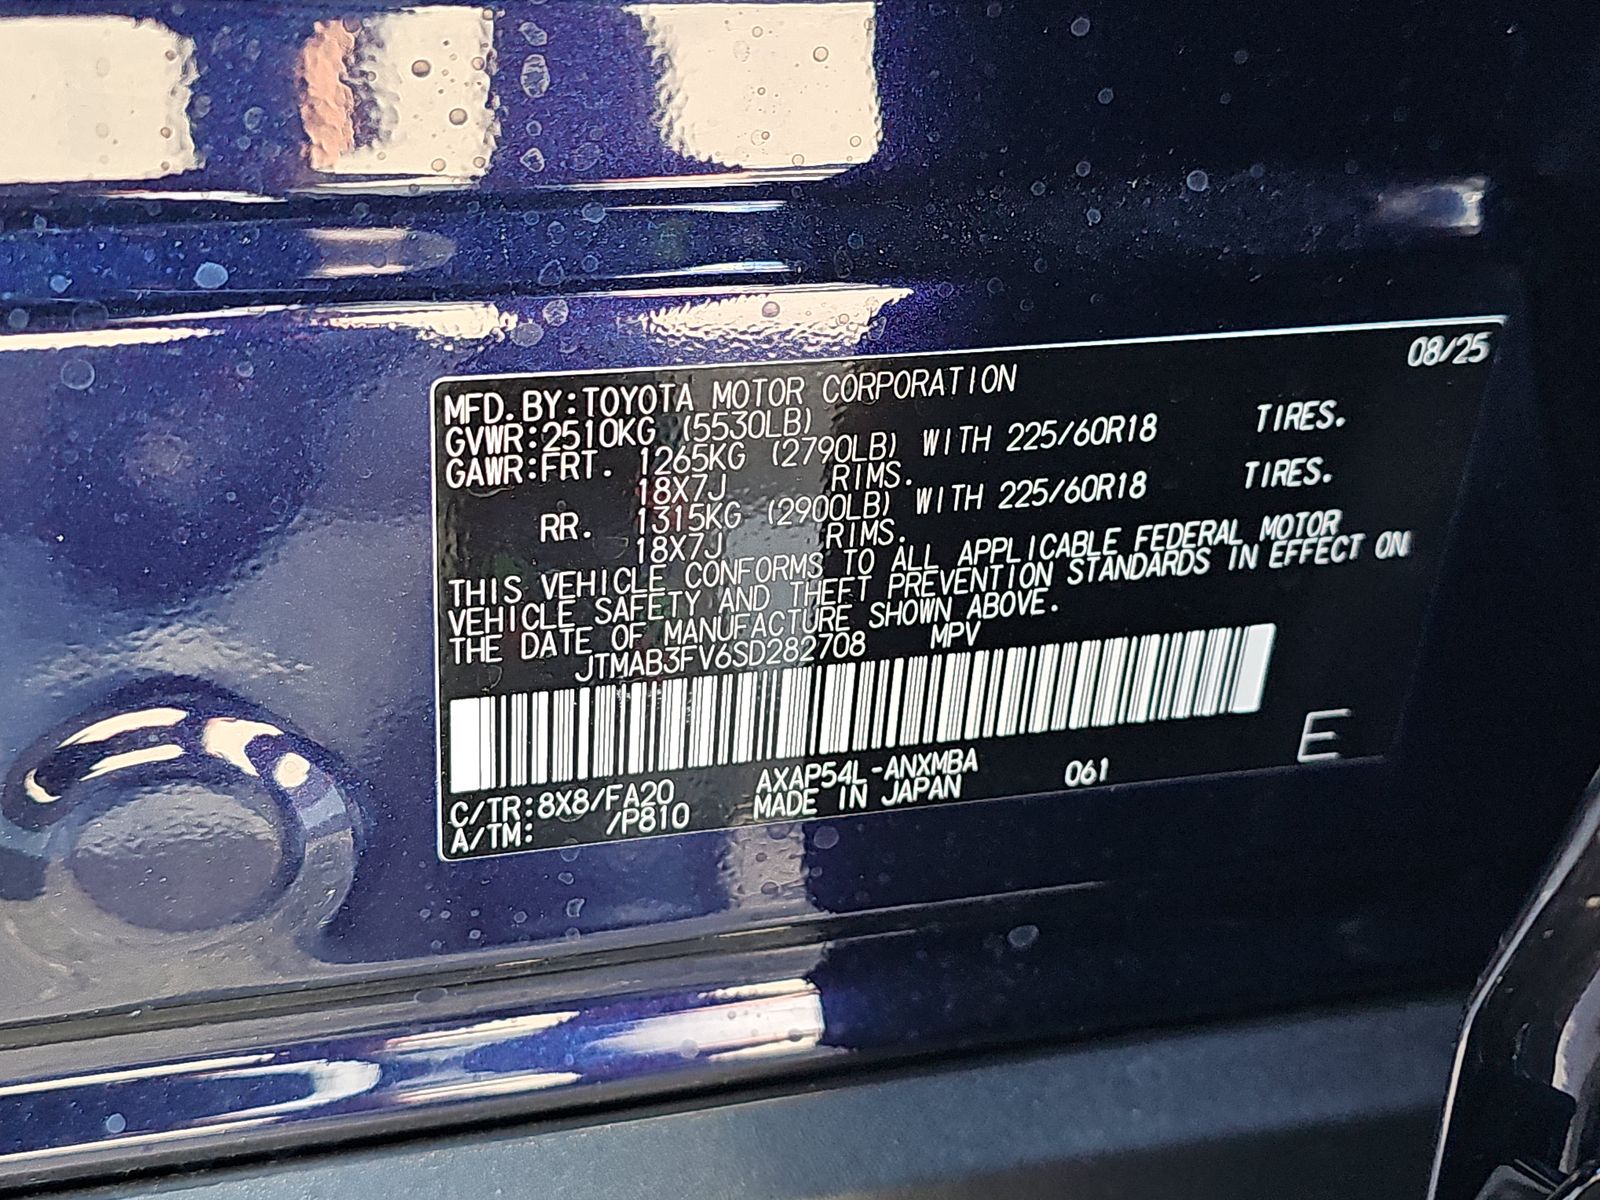 08/25
MFD. BY: TOYOTA MOTOR CORPORATION
GVWR: 2510KG (5530LB)
GAWR: FRT. 1265KG (2790LB) WITH 225/60R18 TIRES.
18X7J RIMS.
RR. 1315KG (2900LB) WITH 225/60R18 TIRES.
18X7J RIMS.
THIS VEHICLE CONFORMS TO ALL APPLICABLE FEDERAL MOTOR
VEHICLE SAFETY AND THEFT PREVENTION STANDARDS IN EFFECT ON
THE DATE OF MANUFACTURE SHOWN ABOVE.
JTMAB3FV6SD282708 MPV
E
C/TR: 8X8/FA20 AXAP54L-ANXMBA 061
A/TM: /P810 MADE IN JAPAN